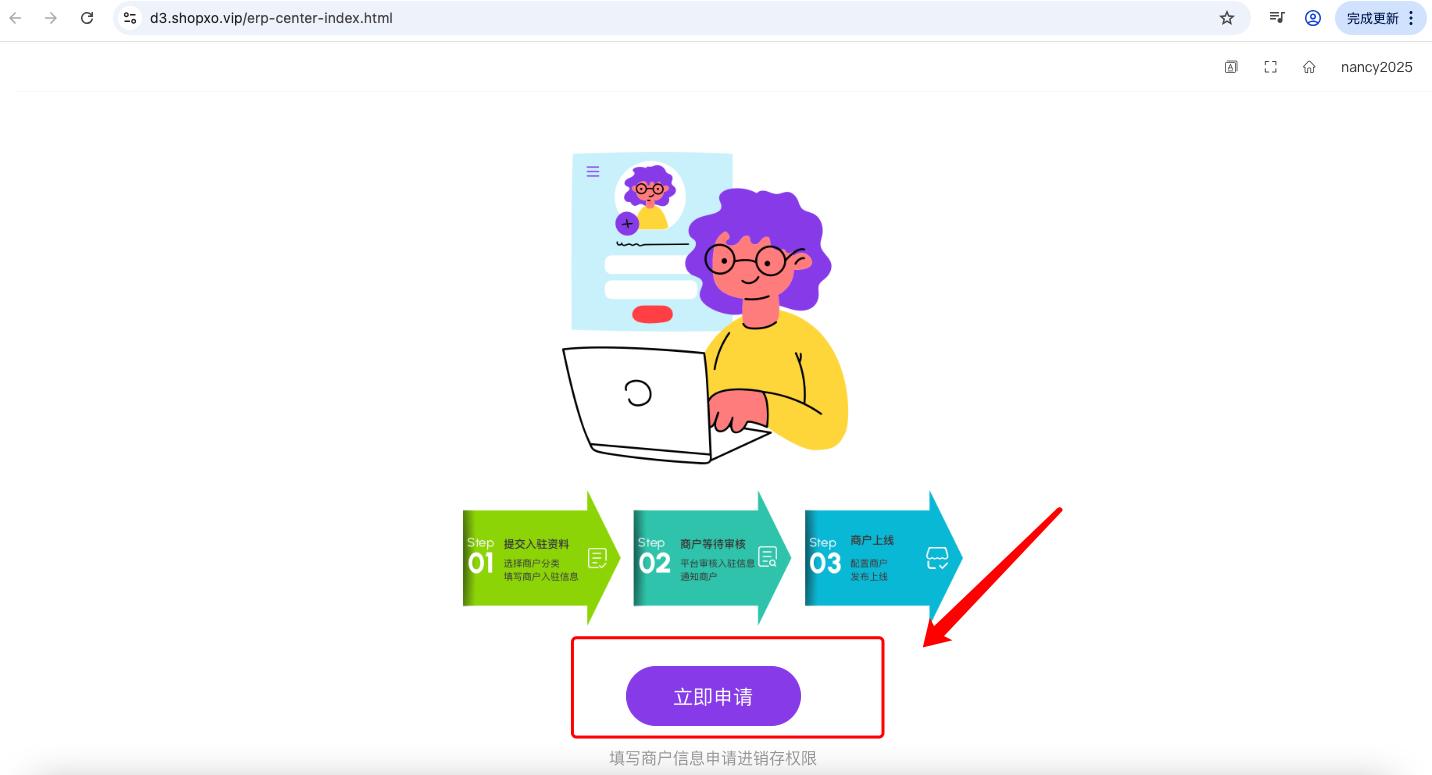 d3.shopxo.vip/erp-center-index.html
完成更新
nancy2025
Step
01
提交入驻资料
选择商户分类
填写商户入驻信息
Step
02
商户等待审核
平台审核入驻信息
通知商户
Step
03
商户上线
配置商户
发布上线
立即申请
填写商户信息申请进销存权限